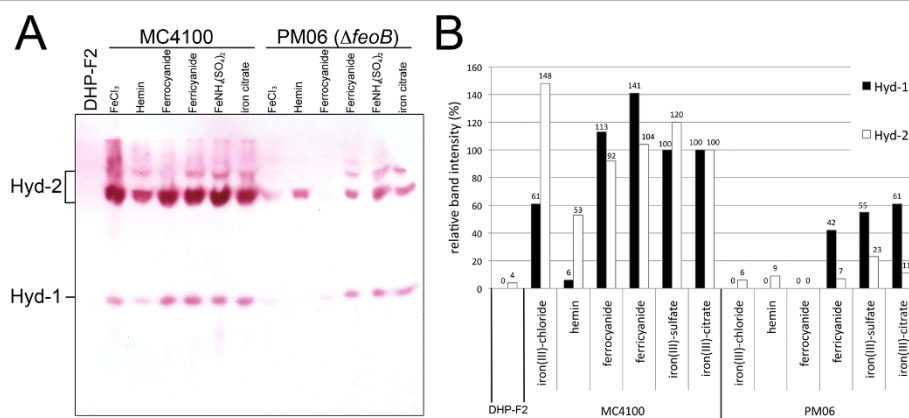 A
MC4100 PM06 (ΔfeoB)
DHP-F2 FeCl₃ Hemin Ferrocyanide Ferricyanide FeNH₄(SO₄)₂ iron citrate FeCl₃ Hemin Ferrocyanide Ferricyanide FeNH₄(SO₄)₂ iron citrate
Hyd-2
Hyd-1
B
relative band intensity (%)
160
140
120
100
80
60
40
20
0
0 4 61 148 6 53 113 92 141 104 100 120 100 100 0 6 0 9 0 0 42 7 55 23 61 11
Hyd-1
Hyd-2
iron(III)-chloride hemin ferrocyanide ferricyanide iron(III)-sulfate iron(III)-citrate iron(III)-chloride hemin ferrocyanide ferricyanide iron(III)-sulfate iron(III)-citrate
DHP-F2 MC4100 PM06